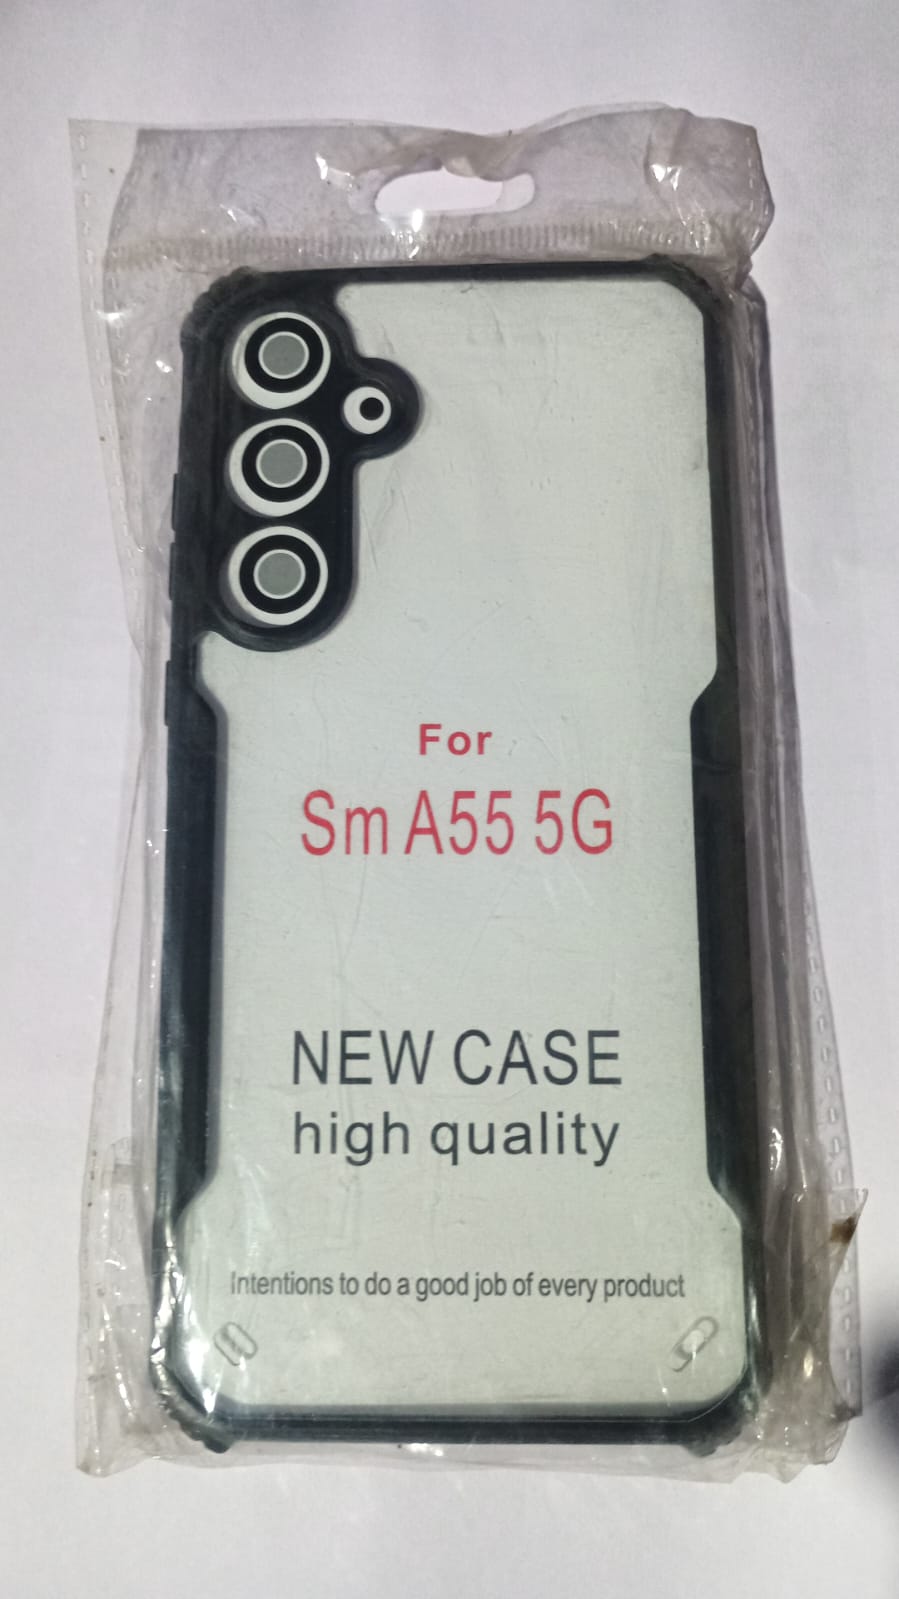 For
Sm A55 5G
NEW CASE
high quality
Intentions to do a good job of every product